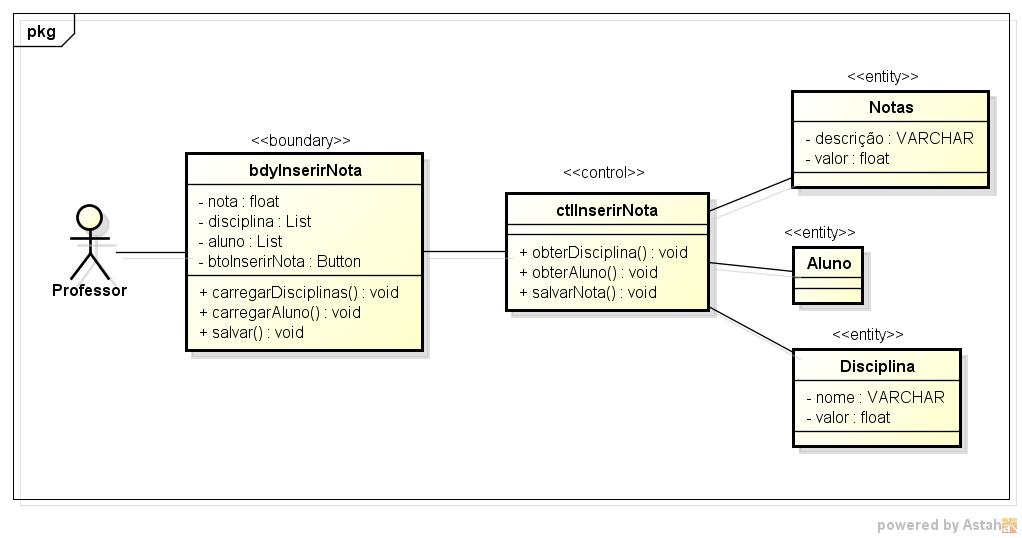 pkg
Professor
<<boundary>>
bdyInserirNota
- nota : float
- disciplina : List
- aluno : List
- btoInserirNota : Button
+ carregarDisciplinas() : void
+ carregarAluno() : void
+ salvar() : void
<<control>>
ctlInserirNota
+ obterDisciplina() : void
+ obterAluno() : void
+ salvarNota() : void
<<entity>>
Notas
- descrição : VARCHAR
- valor : float
<<entity>>
Aluno
<<entity>>
Disciplina
- nome : VARCHAR
- valor : float
powered by Astah